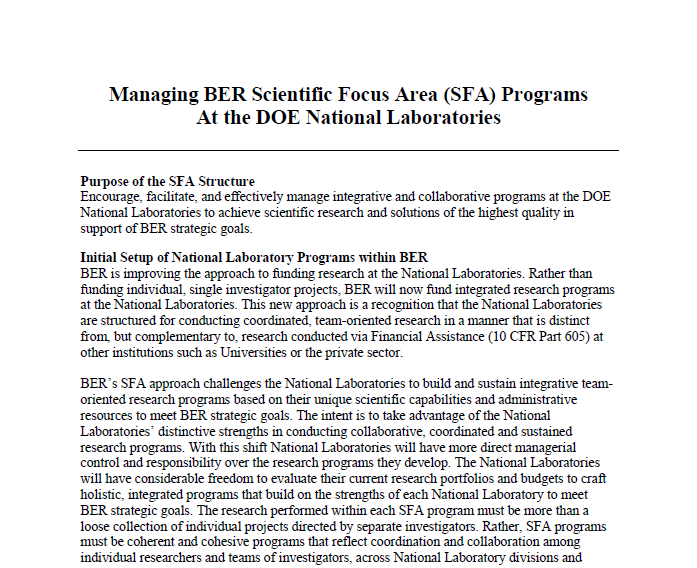 Managing BER Scientific Focus Area (SFA) Programs
At the DOE National Laboratories
Purpose of the SFA Structure
Encourage, facilitate, and effectively manage integrative and collaborative programs at the DOE
National Laboratories to achieve scientific research and solutions of the highest quality in
support of BER strategic goals.
Initial Setup of National Laboratory Programs within BER
BER is improving the approach to funding research at the National Laboratories. Rather than
funding individual, single investigator projects, BER will now fund integrated research programs
at the National Laboratories. This new approach is a recognition that the National Laboratories
are structured for conducting coordinated, team-oriented research in a manner that is distinct
from, but complementary to, research conducted via Financial Assistance (10 CFR Part 605) at
other institutions such as Universities or the private sector.
BER’s SFA approach challenges the National Laboratories to build and sustain integrative team-
oriented research programs based on their unique scientific capabilities and administrative
resources to meet BER strategic goals. The intent is to take advantage of the National
Laboratories’ distinctive strengths in conducting collaborative, coordinated and sustained
research programs. With this shift National Laboratories will have more direct managerial
control and responsibility over the research programs they develop. The National Laboratories
will have considerable freedom to evaluate their current research portfolios and budgets to craft
holistic, integrated programs that build on the strengths of each National Laboratory to meet
BER strategic goals. The research performed within each SFA program must be more than a
loose collection of individual projects directed by separate investigators. Rather, SFA programs
must be coherent and cohesive programs that reflect coordination and collaboration among
individual researchers and teams of investigators, across National Laboratory divisions and